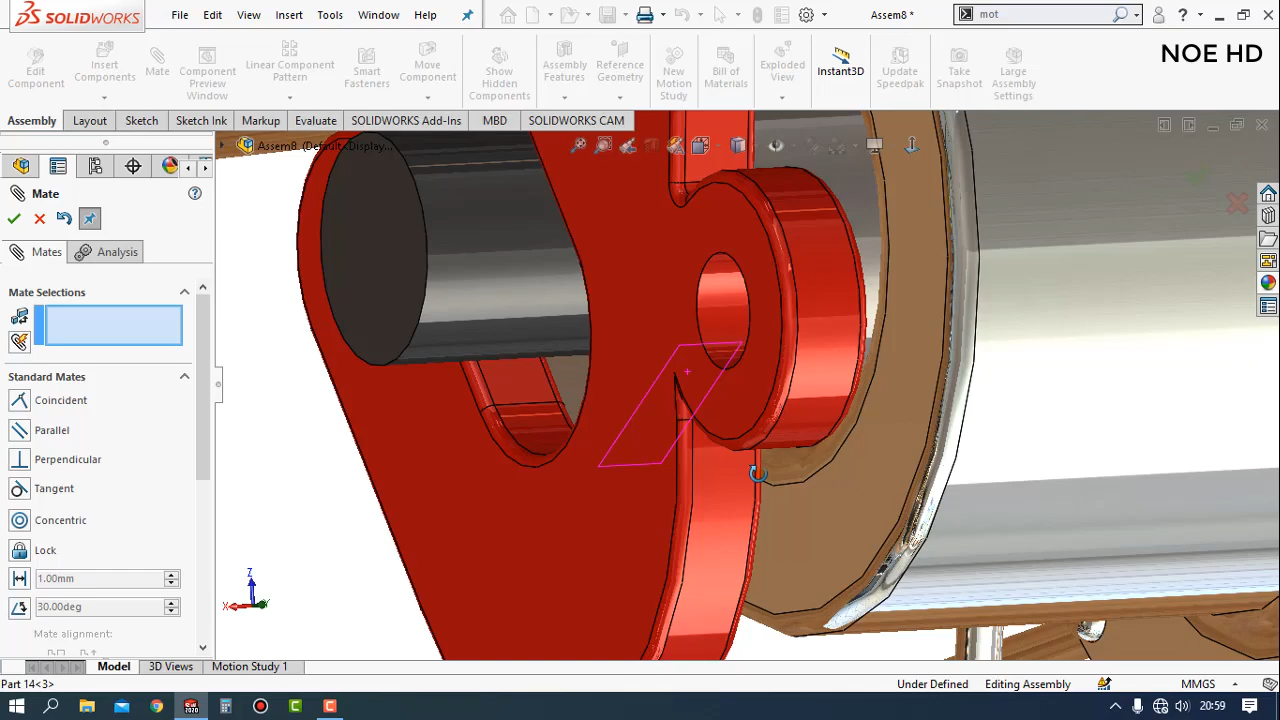 SOLIDWORKS
File Edit View Insert Tools Window Help
Assem8 *
mot
NOE HD
Edit Component
Insert Components
Mate
Component Preview Window
Linear Component Pattern
Smart Fasteners
Move Component
Show Hidden Components
Assembly Features
Reference Geometry
New Motion Study
Bill of Materials
Exploded View
Instant3D
Update Speedpak
Take Snapshot
Large Assembly Settings
Assembly Layout Sketch Sketch Ink Markup Evaluate SOLIDWORKS Add-Ins MBD SOLIDWORKS CAM
Assem8 (Default<Display...
Mate
Mates Analysis
Mate Selections
Standard Mates
Coincident
Parallel
Perpendicular
Tangent
Concentric
Lock
1.00mm
30.00deg
Mate alignment:
Z
X
Model 3D Views Motion Study 1
Part 14<3> Under Defined Editing Assembly MMGS
20:59